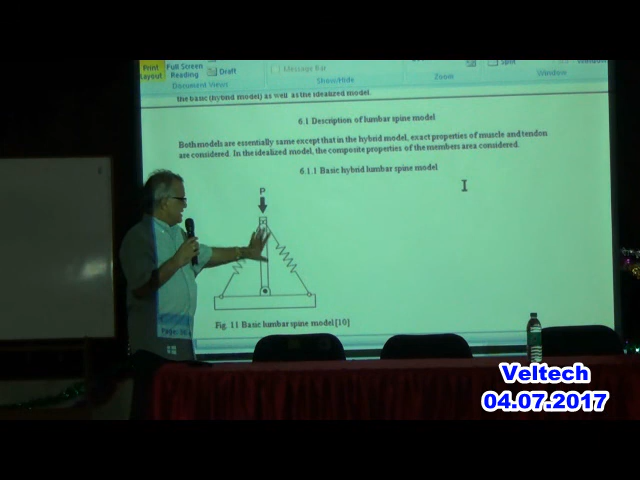 Print Layout
Full Screen Reading
Draft
Document Views
Message Bar
Show/Hide
Zoom
Split
Window
the basic (hybrid model) as well as the idealized model.
6.1 Description of lumbar spine model
Both models are essentially same except that in the hybrid model, exact properties of muscle and tendon
are considered. In the idealized model, the composite properties of the members area considered.
6.1.1 Basic hybrid lumbar spine model
P
Fig. 11 Basic lumbar spine model [10]
Veltech
04.07.2017